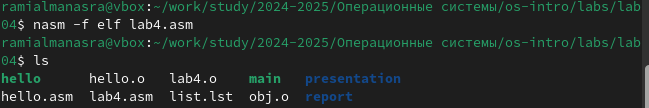 ramialmanasra@vbox:~/work/study/2024-2025/Операционные системы/os-intro/labs/lab
04$ nasm -f elf lab4.asm
ramialmanasra@vbox:~/work/study/2024-2025/Операционные системы/os-intro/labs/lab
04$ ls
hello      hello.o   lab4.o    main   presentation
hello.asm  lab4.asm  list.lst  obj.o  report